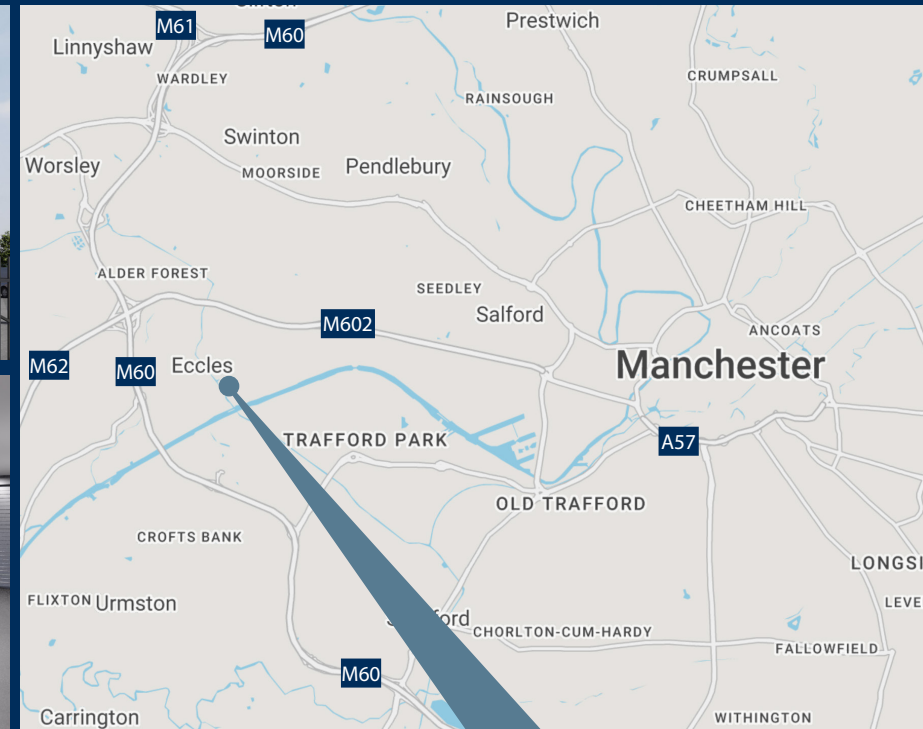 M61
M60
Prestwich
Linnyshaw
WARDLEY
CRUMPSALL
RAINSOUGH
Swinton
Worsley
MOORSIDE
Pendlebury
CHEETHAM HILL
ALDER FOREST
SEEDLEY
Salford
M602
ANCOATS
M62
M60
Eccles
Manchester
TRAFFORD PARK
A57
OLD TRAFFORD
CROFTS BANK
LONGSI
FLIXTON
Urmston
LEVE
ford
CHORLTON-CUM-HARDY
FALLOWFIELD
M60
Carrington
WITHINGTON